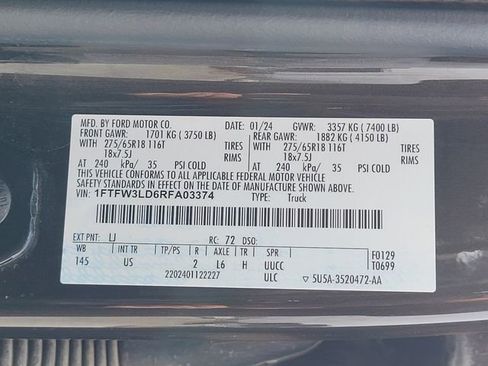 MFD. BY FORD MOTOR CO. DATE: 01/24 GVWR: 3357 KG ( 7400 LB)
FRONT GAWR: 1701 KG ( 3750 LB) REAR GAWR: 1882 KG ( 4150 LB)
WITH 275/65R18 116T TIRES WITH 275/65R18 116T TIRES
18x7.5J RIMS 18x7.5J RIMS
AT 240 kPa/ 35 PSI COLD AT 240 kPa/ 35 PSI COLD
THIS VEHICLE CONFORMS TO ALL APPLICABLE FEDERAL MOTOR VEHICLE
SAFETY AND THEFT PREVENTION STANDARDS IN EFFECT ON THE DATE OF MANUFACTURE SHOWN ABOVE.
VIN: 1FTFW3LD6RFA03374 TYPE: Truck
EXT PNT: LJ RC: 72 DSO:
WB INT TR TP/PS R AXLE TR SPR F0129
145 US 2 L6 H UUCC T0699
2202401122227 ULC ▽ 5U5A-3520472-AA